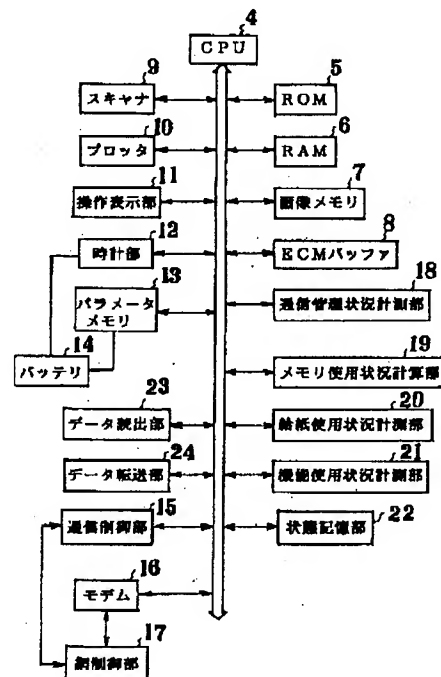 4
CPU
9
スキャナ
5
ROM
10
プロッタ
6
RAM
11
操作表示部
7
画像メモリ
12
時計部
8
ECMバッファ
13
パラメータ
メモリ
18
通信管理状況計測部
14
バッテリ
19
メモリ使用状況計算部
23
データ読出部
20
給紙使用状況計測部
24
データ転送部
21
機能使用状況計測部
15
通信制御部
22
状態記憶部
16
モデム
17
網制御部